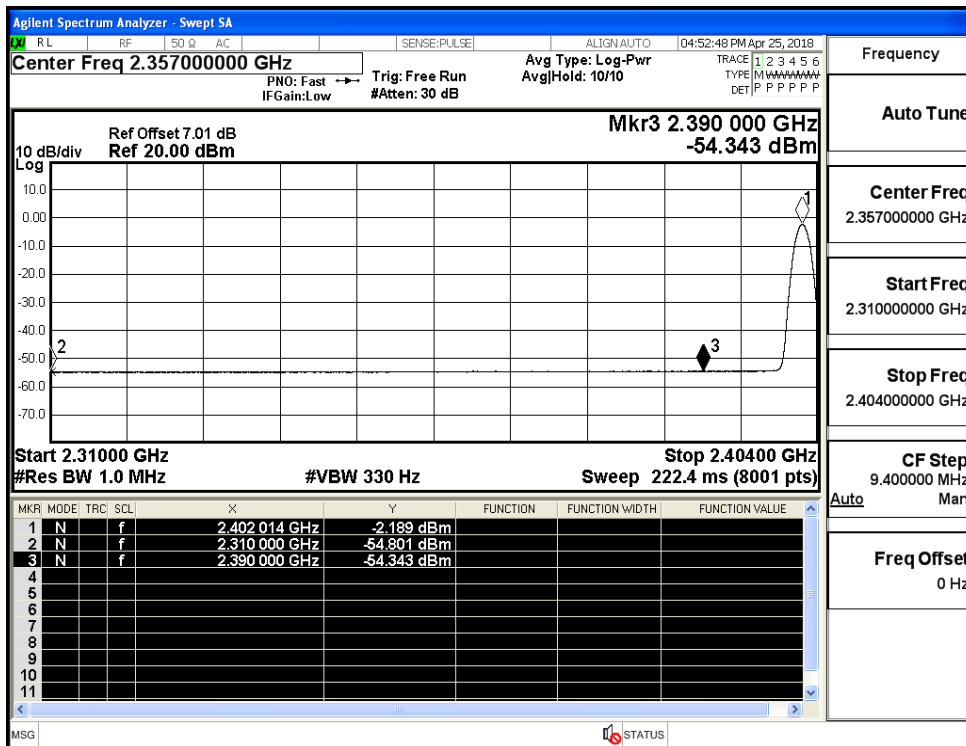 Agilent Spectrum Analyzer - Swept SA
LXI RL RF 50 Ω AC SENSE:PULSE ALIGN AUTO 04:52:48 PM Apr 25, 2018
Center Freq 2.357000000 GHz
PNO: Fast
IFGain:Low
Trig: Free Run
#Atten: 30 dB
Avg Type: Log-Pwr
Avg|Hold: 10/10
TRACE 1 2 3 4 5 6
TYPE M
DET P P P P P P
Ref Offset 7.01 dB
10 dB/div Ref 20.00 dBm
Log
Mkr3 2.390 000 GHz
-54.343 dBm
10.0
0.00
-10.0
-20.0
-30.0
-40.0
-50.0
-60.0
-70.0
1
2
3
Start 2.31000 GHz Stop 2.40400 GHz
#Res BW 1.0 MHz #VBW 330 Hz Sweep 222.4 ms (8001 pts)
MKR MODE TRC SCL X Y FUNCTION FUNCTION WIDTH FUNCTION VALUE
1 N f 2.402 014 GHz -2.189 dBm
2 N f 2.310 000 GHz -54.801 dBm
3 N f 2.390 000 GHz -54.343 dBm
4
5
6
7
8
9
10
11
MSG STATUS
Frequency
Auto Tune
Center Freq
2.357000000 GHz
Start Freq
2.310000000 GHz
Stop Freq
2.404000000 GHz
CF Step
9.400000 MHz
Auto Man
Freq Offset
0 Hz